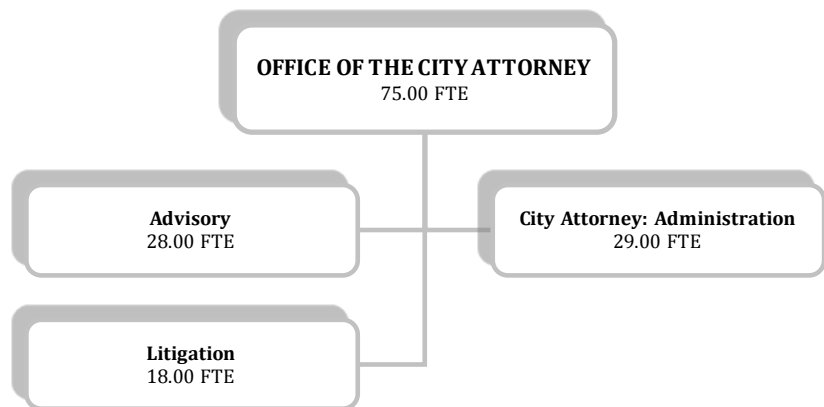 OFFICE OF THE CITY ATTORNEY
75.00 FTE
Advisory
28.00 FTE
City Attorney: Administration
29.00 FTE
Litigation
18.00 FTE